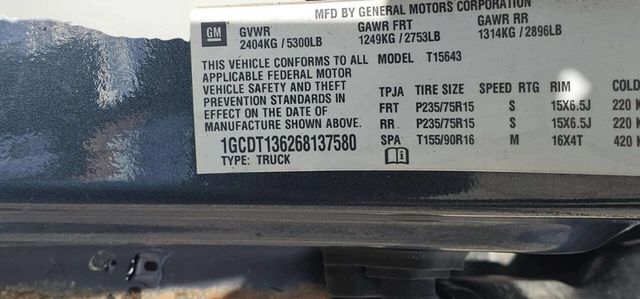 MFD BY GENERAL MOTORS CORPORATION
GM GVWR GAWR FRT GAWR RR
2404KG / 5300LB 1249KG / 2753LB 1314KG / 2896LB
THIS VEHICLE CONFORMS TO ALL MODEL T15643
APPLICABLE FEDERAL MOTOR
VEHICLE SAFETY AND THEFT
PREVENTION STANDARDS IN
EFFECT ON THE DATE OF
MANUFACTURE SHOWN ABOVE.
1GCDT136268137580
TYPE: TRUCK
TPJA TIRE SIZE SPEED RTG RIM COLD
FRT P235/75R15 S 15X6.5J 220 K
RR P235/75R15 S 15X6.5J 220 K
SPA T155/90R16 M 16X4T 420 K